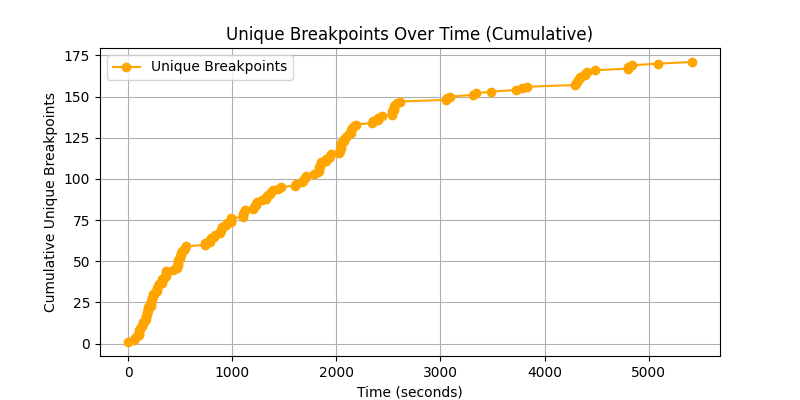 Unique Breakpoints Over Time (Cumulative)
Unique Breakpoints
Cumulative Unique Breakpoints
175
150
125
100
75
50
25
0
0 1000 2000 3000 4000 5000
Time (seconds)